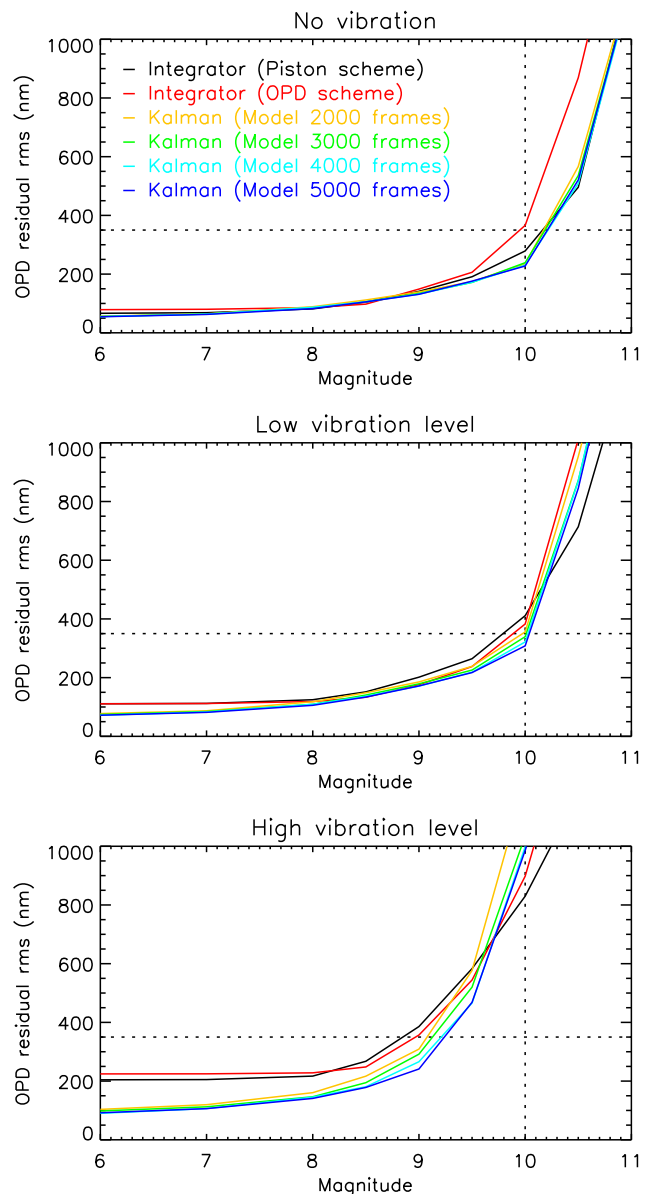 No vibration
1000
800
600
400
200
0
OPD residual rms (nm)
Integrator (Piston scheme)
Integrator (OPD scheme)
Kalman (Model 2000 frames)
Kalman (Model 3000 frames)
Kalman (Model 4000 frames)
Kalman (Model 5000 frames)
6 7 8 9 10 11
Magnitude
Low vibration level
1000
800
600
400
200
0
OPD residual rms (nm)
6 7 8 9 10 11
Magnitude
High vibration level
1000
800
600
400
200
0
OPD residual rms (nm)
6 7 8 9 10 11
Magnitude